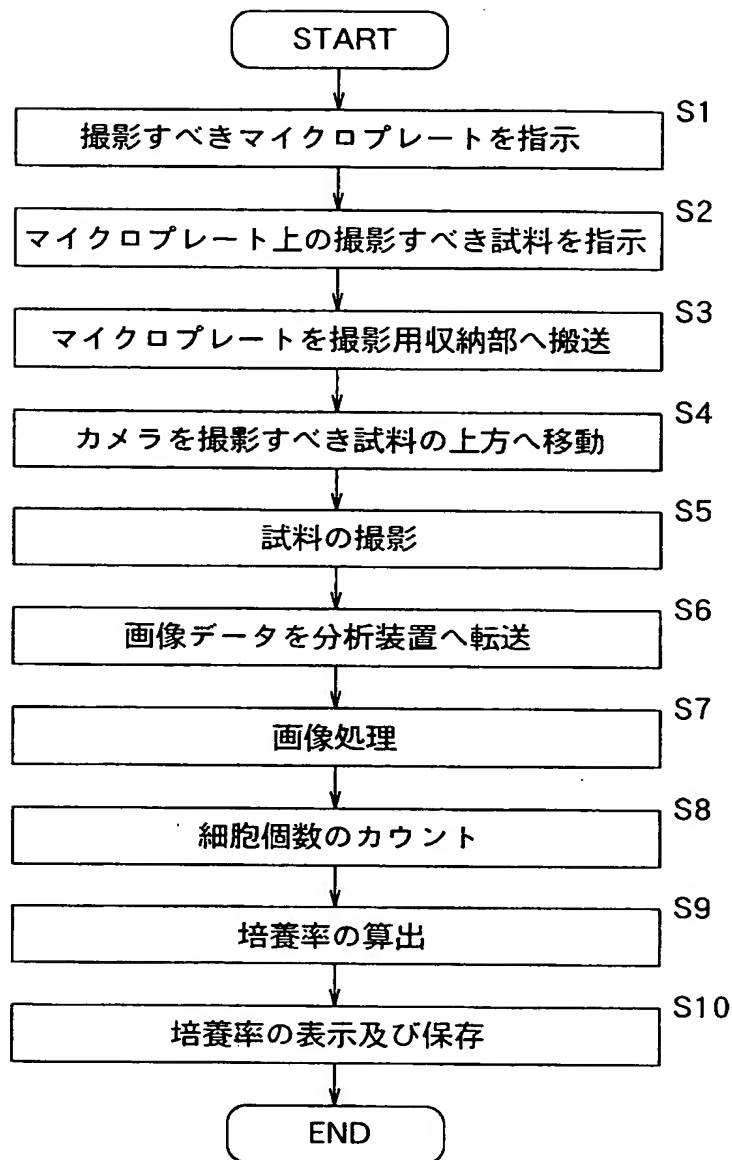 START
S1
撮影すべきマイクロプレートを指示
S2
マイクロプレート上の撮影すべき試料を指示
S3
マイクロプレートを撮影用収納部へ搬送
S4
カメラを撮影すべき試料の上方へ移動
S5
試料の撮影
S6
画像データを分析装置へ転送
S7
画像処理
S8
細胞個数のカウント
S9
培養率の算出
S10
培養率の表示及び保存
END